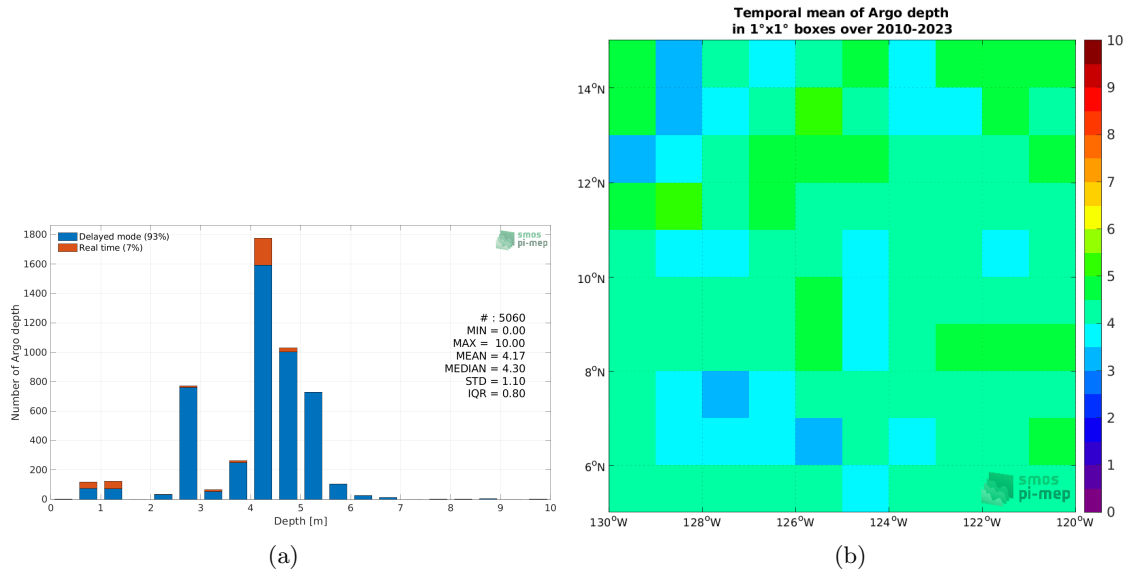 Delayed mode (93%)
Real time (7%)
smos
pi-mep
Number of Argo depth
1800
1600
1400
1200
1000
800
600
400
200
0
# : 5060
MIN = 0.00
MAX = 10.00
MEAN = 4.17
MEDIAN = 4.30
STD = 1.10
IQR = 0.80
0 1 2 3 4 5 6 7 8 9 10
Depth [m]
(a)
Temporal mean of Argo depth
in 1°x1° boxes over 2010-2023
14°N
12°N
10°N
8°N
6°N
130°W 128°W 126°W 124°W 122°W 120°W
10
9
8
7
6
5
4
3
2
1
0
smos
pi-mep
(b)